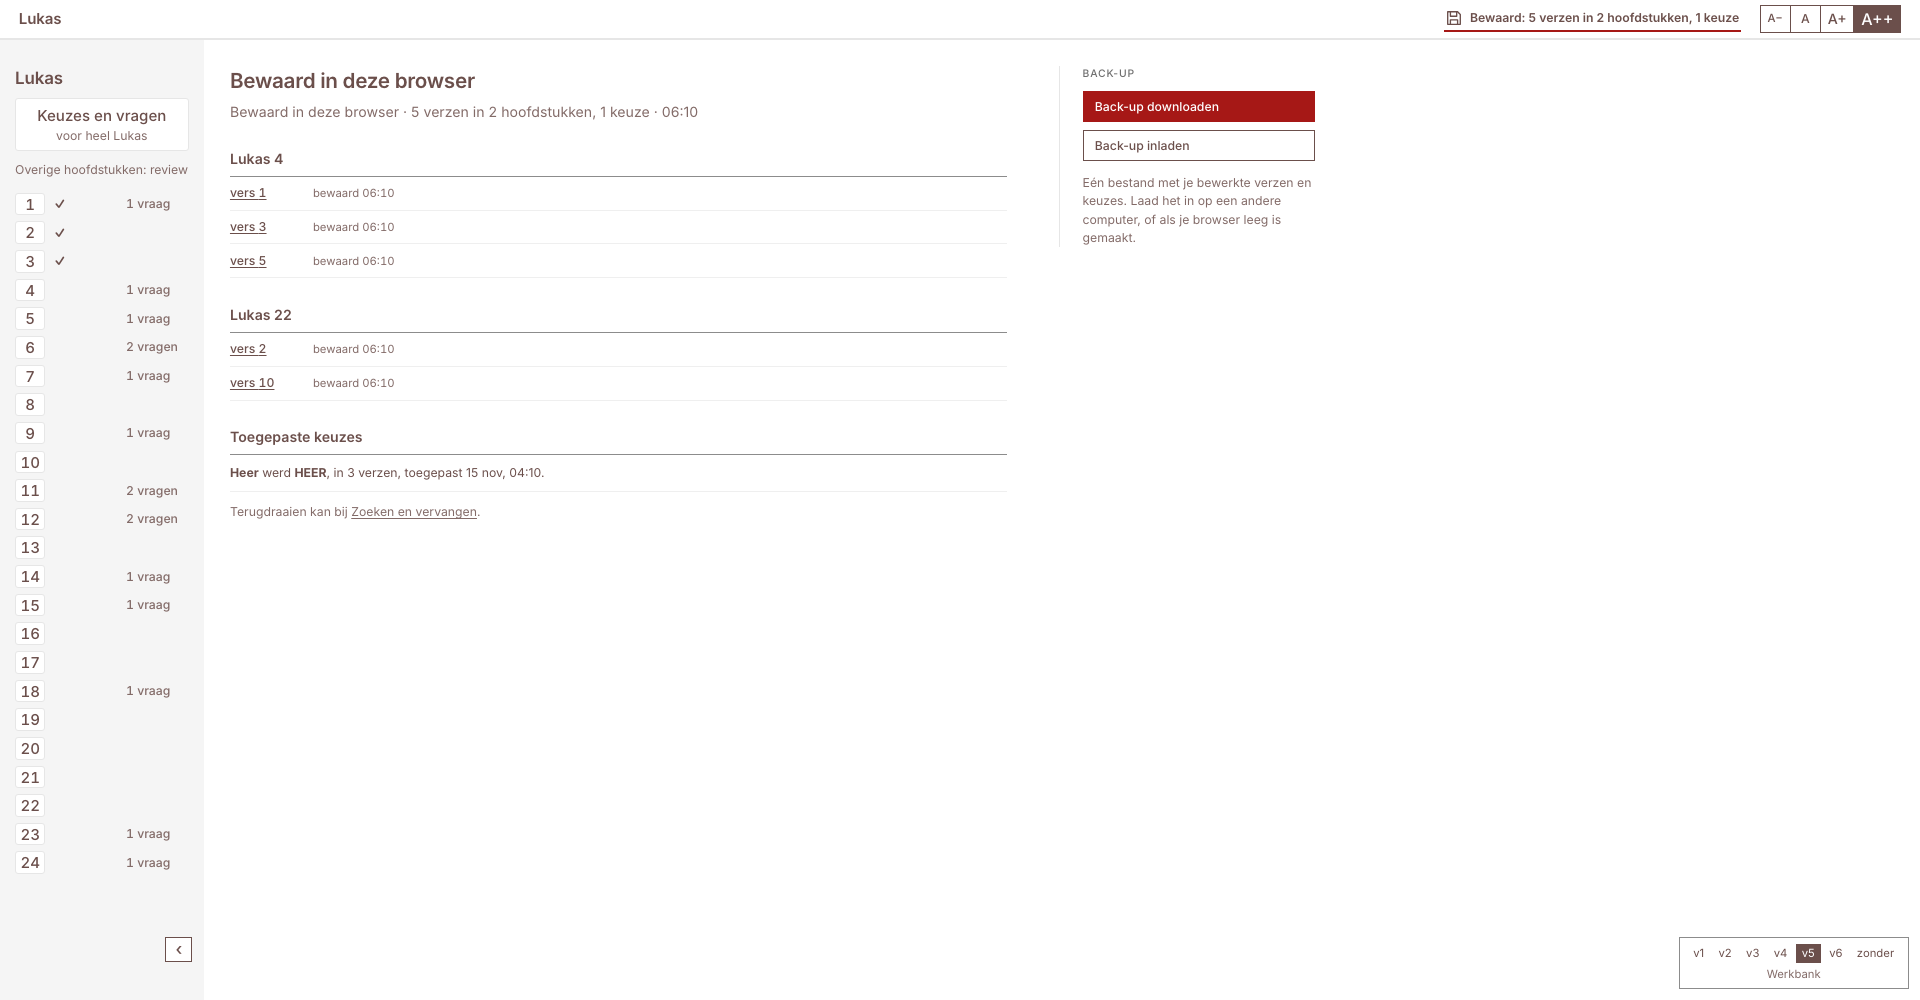 Lukas
Bewaard: 5 verzen in 2 hoofdstukken, 1 keuze
A−
A
A+
A++
Lukas
Keuzes en vragen
voor heel Lukas
Overige hoofdstukken: review
1 1 vraag
2
3
4 1 vraag
5 1 vraag
6 2 vragen
7 1 vraag
8
9 1 vraag
10
11 2 vragen
12 2 vragen
13
14 1 vraag
15 1 vraag
16
17
18 1 vraag
19
20
21
22
23 1 vraag
24 1 vraag
Bewaard in deze browser
Bewaard in deze browser · 5 verzen in 2 hoofdstukken, 1 keuze · 06:10
Lukas 4
vers 1 bewaard 06:10
vers 3 bewaard 06:10
vers 5 bewaard 06:10
Lukas 22
vers 2 bewaard 06:10
vers 10 bewaard 06:10
Toegepaste keuzes
Heer werd HEER, in 3 verzen, toegepast 15 nov, 04:10.
Terugdraaien kan bij Zoeken en vervangen.
BACK-UP
Back-up downloaden
Back-up inladen
Eén bestand met je bewerkte verzen en
keuzes. Laad het in op een andere
computer, of als je browser leeg is
gemaakt.
v1 v2 v3 v4 v5 v6 zonder
Werkbank